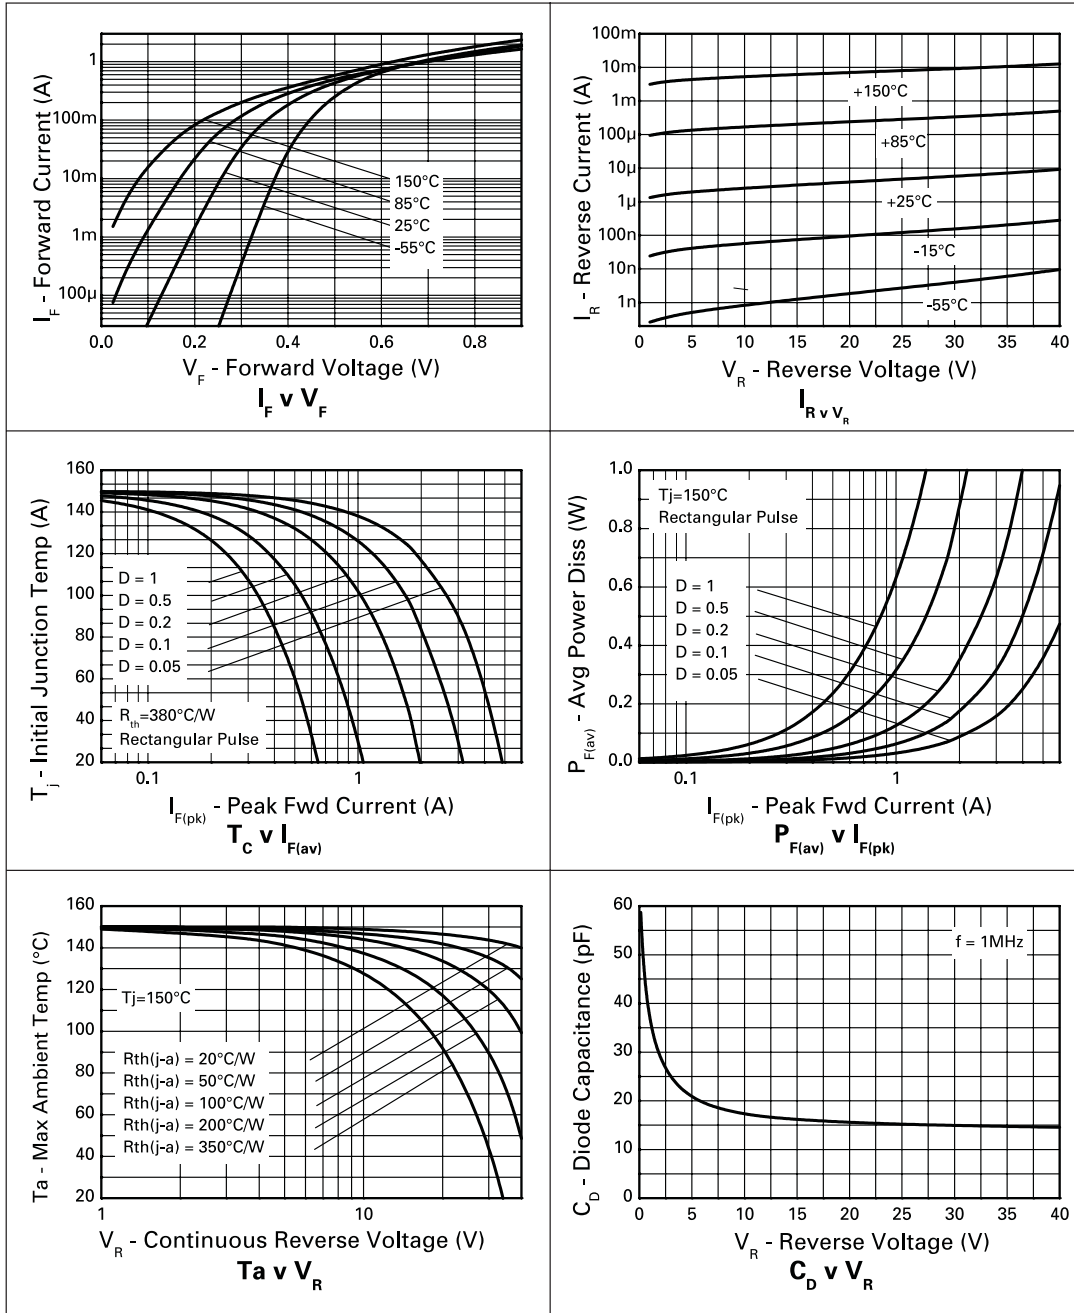 I_F - Forward Current (A)
1
100m
10m
1m
100µ
150°C
85°C
25°C
-55°C
0.0 0.2 0.4 0.6 0.8
V_F - Forward Voltage (V)
I_F v V_F
I_R - Reverse Current (A)
100m
10m
1m
100µ
10µ
1µ
100n
10n
1n
+150°C
+85°C
+25°C
-15°C
-55°C
0 5 10 15 20 25 30 35 40
V_R - Reverse Voltage (V)
I_R v V_R
T_j - Initial Junction Temp (A)
160
140
120
100
80
60
40
20
D = 1
D = 0.5
D = 0.2
D = 0.1
D = 0.05
R_th=380°C/W
Rectangular Pulse
0.1 1
I_F(pk) - Peak Fwd Current (A)
T_C v I_F(av)
P_F(av) - Avg Power Diss (W)
1.0
0.8
0.6
0.4
0.2
0.0
Tj=150°C
Rectangular Pulse
D = 1
D = 0.5
D = 0.2
D = 0.1
D = 0.05
0.1 1
I_F(pk) - Peak Fwd Current (A)
P_F(av) v I_F(pk)
Ta - Max Ambient Temp (°C)
160
140
120
100
80
60
40
20
Tj=150°C
Rth(j-a) = 20°C/W
Rth(j-a) = 50°C/W
Rth(j-a) = 100°C/W
Rth(j-a) = 200°C/W
Rth(j-a) = 350°C/W
1 10
V_R - Continuous Reverse Voltage (V)
Ta v V_R
C_D - Diode Capacitance (pF)
60
50
40
30
20
10
0
f = 1MHz
0 5 10 15 20 25 30 35 40
V_R - Reverse Voltage (V)
C_D v V_R